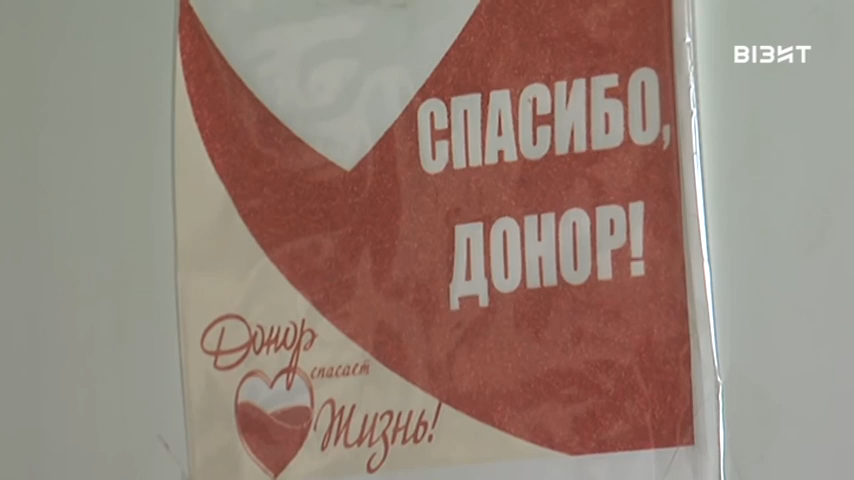 ВІЗИТ
СПАСИБО,
ДОНОР!
Донор
спасает
Жизнь!